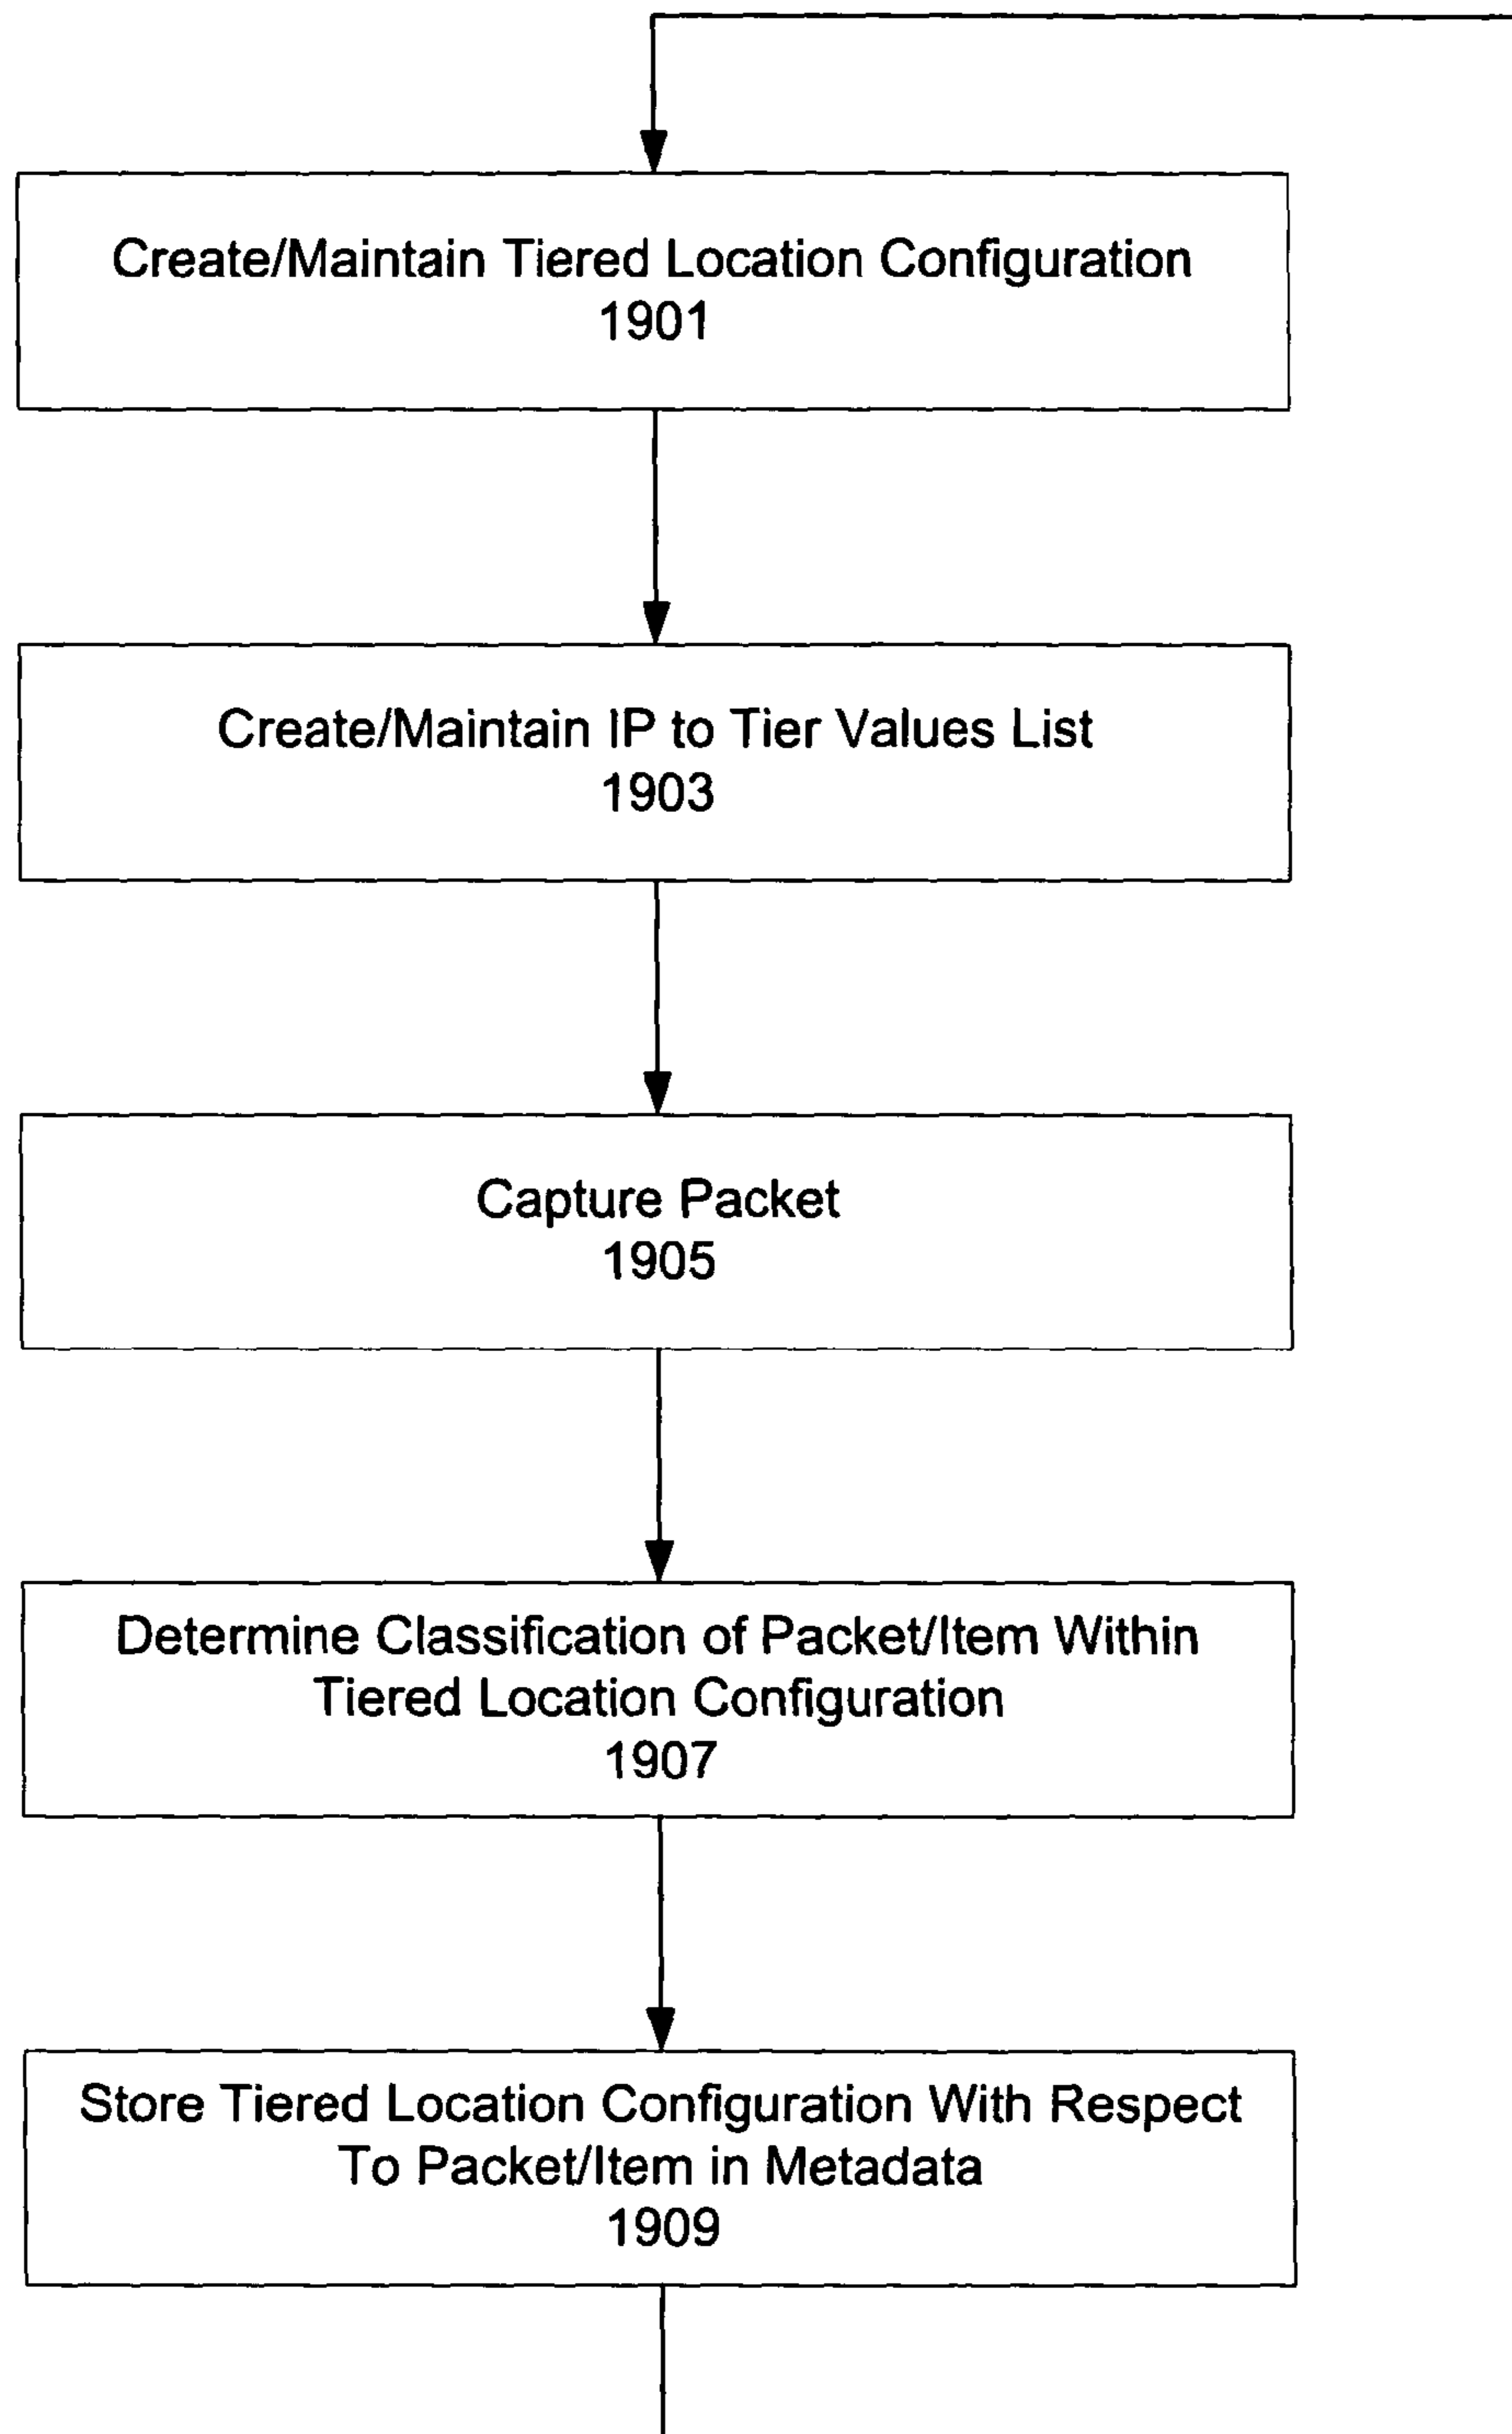 Create/Maintain Tiered Location Configuration
1901
Create/Maintain IP to Tier Values List
1903
Capture Packet
1905
Determine Classification of Packet/Item Within
Tiered Location Configuration
1907
Store Tiered Location Configuration With Respect
To Packet/Item in Metadata
1909